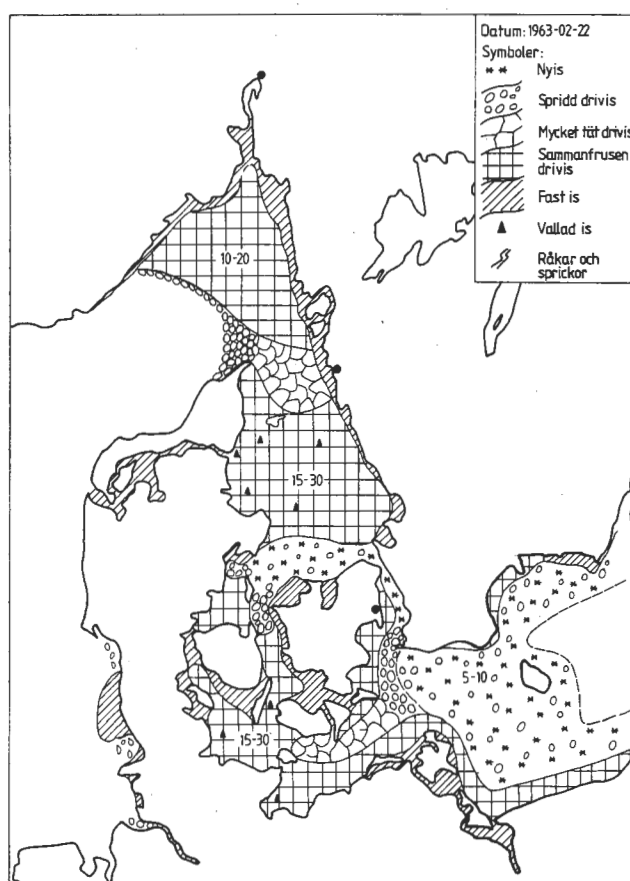 Datum: 1963-02-22
Symboler:
Nyis
Spridd drivis
Mycket tät drivis
Sammanfrusen
drivis
Fast is
Vallad is
Råkar och
sprickor
10-20
15-30
5-10
15-30